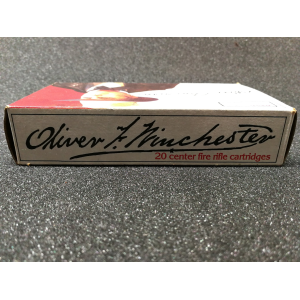 Oliver F. Winchester
20 center fire rifle cartridges